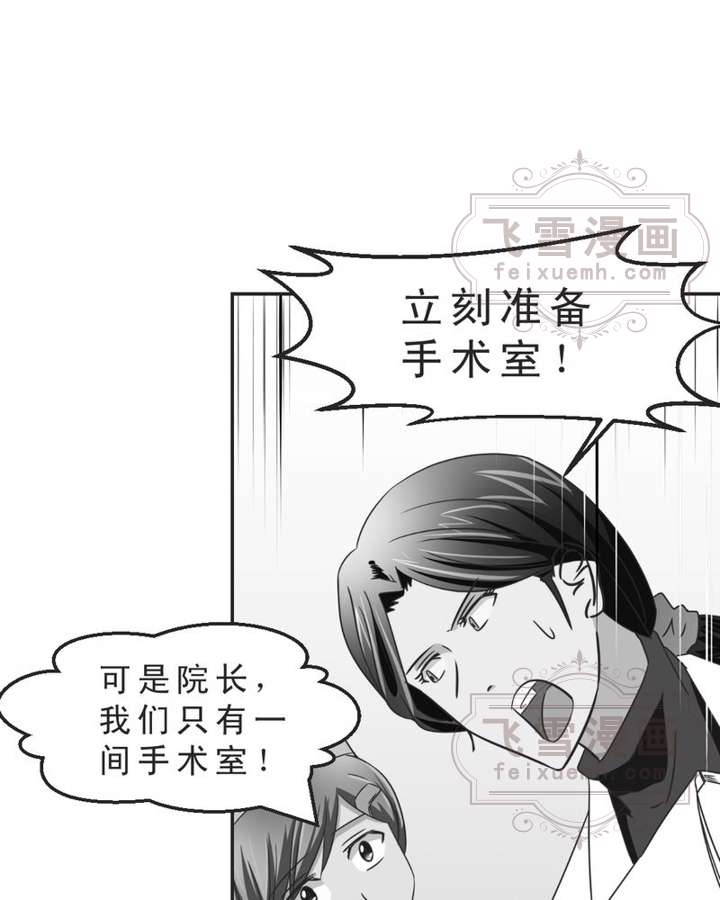 飞雪漫画
feixuemh.com
立刻准备
手术室！
可是院长，
我们只有一
间手术室！
飞雪漫画
feixuemh.com